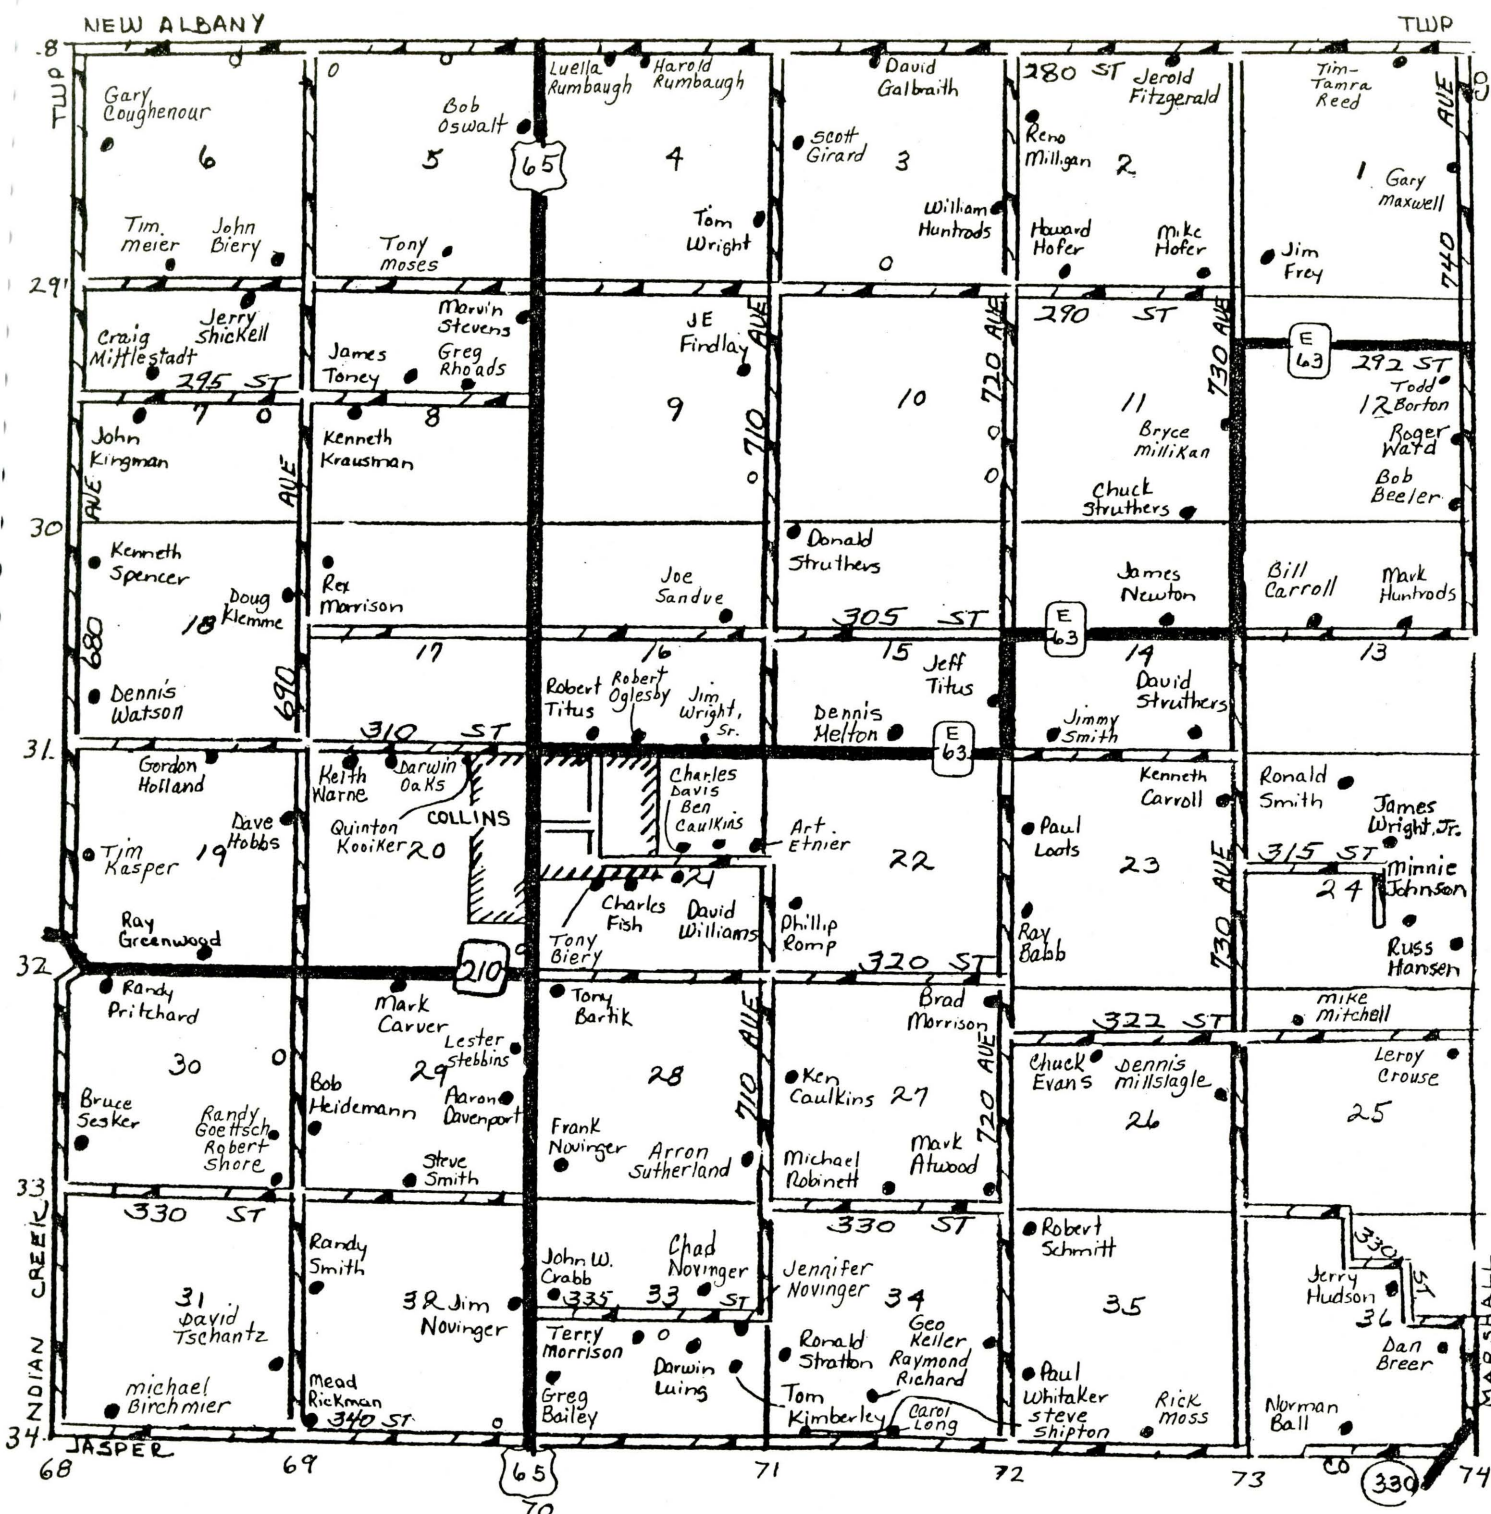 NEW ALBANY
TWP
.8
TWP
CO
Luella
Rumbaugh
Harold
Rumbaugh
David
Galbraith
280 ST
Jerold
Fitzgerald
Tim-
Tamra
Reed
AVE
Gary
Coughenour
Bob
Oswalt
6
5
65
4
Scott
Girard
3
Reno
Milligan
2
1
Gary
Maxwell
Tim
Meier
John
Biery
Tony
Moses
Tom
Wright
William
Huntrods
Howard
Hofer
Mike
Hofer
Jim
Frey
740
29
Jerry
Shickell
Marvin
Stevens
JE
Findlay
AVE
720 AVE
290 ST
730 AVE
E
63
292 ST
Craig
Mittlestadt
295 ST
James
Toney
Greg
Rhoads
Todd
Borton
7
8
9
10
11
12
John
Kingman
Kenneth
Krausman
710
Bryce
Millikan
Roger
Ward
AVE
AVE
Chuck
Struthers
Bob
Beeler
30
Kenneth
Spencer
Doug
Klemme
Rex
Morrison
Joe
Sandve
Donald
Struthers
James
Newton
Bill
Carroll
Mark
Huntrods
18
305 ST
E
63
680
690
17
16
15
14
13
Dennis
Watson
Robert
Titus
Robert
Oglesby
Jim
Wright,
Sr.
Dennis
Melton
Jeff
Titus
David
Struthers
Jimmy
Smith
310 ST
E
63
31
Gordon
Holland
Keith
Warne
Darwin
Oaks
Charles
Davis
Ben
Caulkins
Art
Etnier
Kenneth
Carroll
Ronald
Smith
James
Wright, Jr.
Dave
Hobbs
Quinton
Kooiker
COLLINS
Paul
Loots
Tim
Kasper
19
20
21
22
23
730 AVE
315 ST
24
Minnie
Johnson
Ray
Greenwood
Charles
Fish
David
Williams
Phillip
Romp
Ray
Babb
Russ
Hansen
Tony
Biery
32
210
320 ST
Randy
Pritchard
Mark
Carver
Tony
Bartik
Brad
Morrison
Mike
Mitchell
322 ST
Lester
Stebbins
AVE
720 AVE
Chuck
Evans
Dennis
Millslagle
Leroy
Crouse
30
29
28
27
26
25
Bruce
Sesker
Bob
Heidemann
Aaron
Davenport
Ken
Caulkins
710
Randy
Goettsch
Robert
Shore
Steve
Smith
Frank
Novinger
Arron
Sutherland
Michael
Robinett
Mark
Atwood
33
330 ST
330 ST
Randy
Smith
John W.
Crabb
Chad
Novinger
Jennifer
Novinger
Robert
Schmitt
330 ST
Jerry
Hudson
INDIAN CREEK
31
32
33
34
35
36
David
Tschantz
Jim
Novinger
335 ST
Terry
Morrison
Darwin
Luing
Ronald
Stratton
Geo
Keller
Raymond
Richard
Dan
Breer
MARSHALL
Michael
Birchmier
Mead
Rickman
Greg
Bailey
Tom
Kimberley
Carol
Long
Paul
Whitaker
Steve
Shipton
Rick
Moss
Norman
Ball
340 ST
34
JASPER
CO
68
69
65
70
71
72
73
330
74